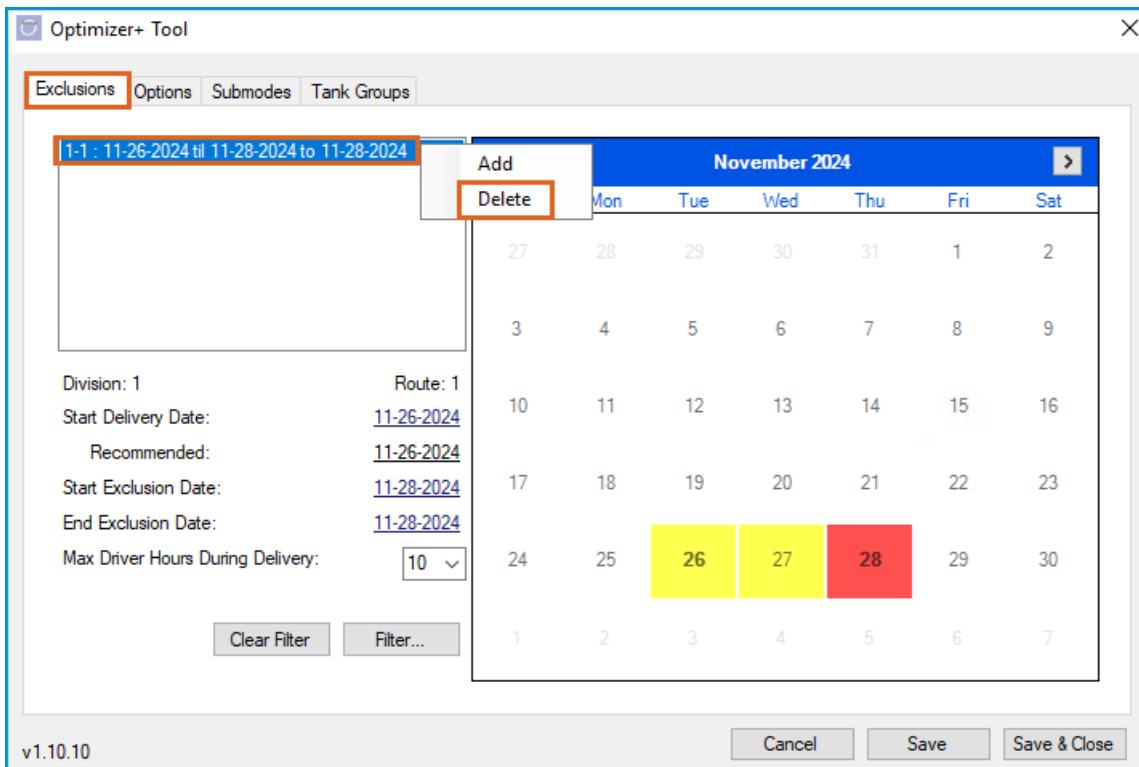 Optimizer+ Tool
Exclusions Options Submodes Tank Groups
1-1 : 11-26-2024 til 11-28-2024 to 11-28-2024
Add
Delete
November 2024 >
Mon Tue Wed Thu Fri Sat
27 28 29 30 31 1 2
3 4 5 6 7 8 9
10 11 12 13 14 15 16
17 18 19 20 21 22 23
24 25 26 27 28 29 30
1 2 3 4 5 6 7
Division: 1 Route: 1
Start Delivery Date: 11-26-2024
Recommended: 11-26-2024
Start Exclusion Date: 11-28-2024
End Exclusion Date: 11-28-2024
Max Driver Hours During Delivery: 10
Clear Filter Filter...
v1.10.10
Cancel Save Save & Close